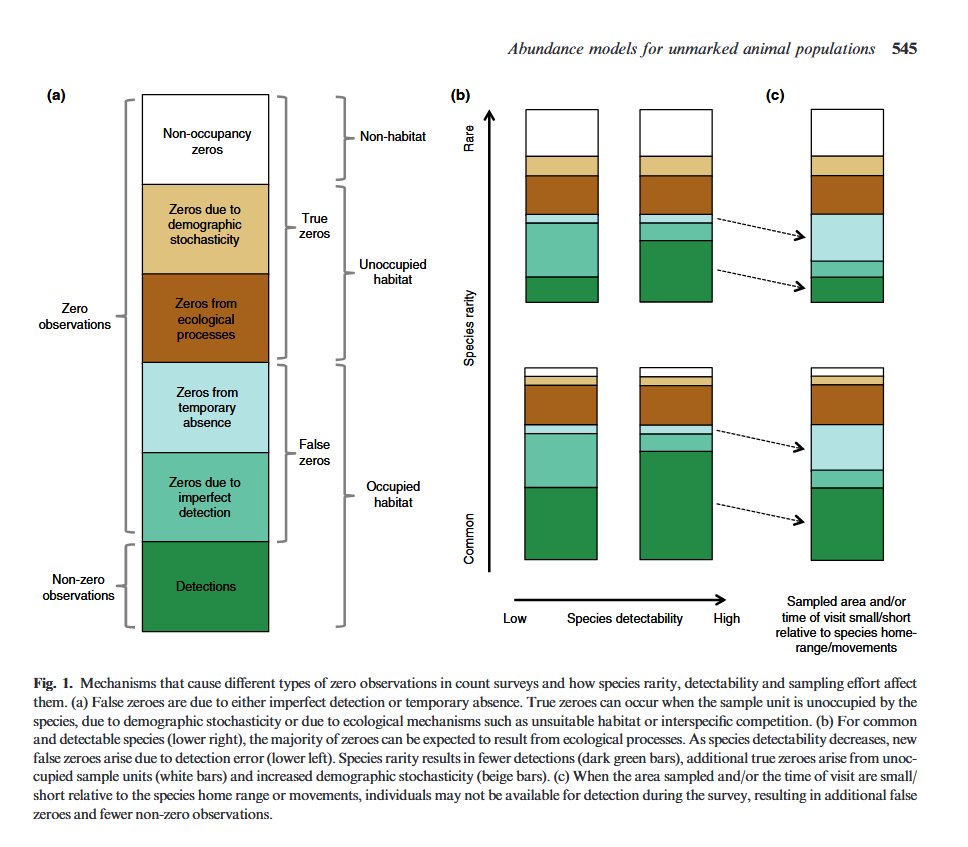 Abundance models for unmarked animal populations 545
(a)
Non-occupancy
zeros
Zeros due to
demographic
stochasticity
Zeros from
ecological
processes
Zeros from
temporary
absence
Zeros due to
imperfect
detection
Detections
Zero
observations
Non-zero
observations
True
zeros
False
zeros
Non-habitat
Unoccupied
habitat
Occupied
habitat
(b)
Rare
Species rarity
Common
Low
Species detectability
High
(c)
Sampled area and/or
time of visit small/short
relative to species home-
range/movements
Fig. 1. Mechanisms that cause different types of zero observations in count surveys and how species rarity, detectability and sampling effort affect
them. (a) False zeroes are due to either imperfect detection or temporary absence. True zeroes can occur when the sample unit is unoccupied by the
species, due to demographic stochasticity or due to ecological mechanisms such as unsuitable habitat or interspecific competition. (b) For common
and detectable species (lower right), the majority of zeroes can be expected to result from ecological processes. As species detectability decreases, new
false zeroes arise due to detection error (lower left). Species rarity results in fewer detections (dark green bars), additional true zeroes arise from unoc-
cupied sample units (white bars) and increased demographic stochasticity (beige bars). (c) When the area sampled and/or the time of visit are small/
short relative to the species home range or movements, individuals may not be available for detection during the survey, resulting in additional false
zeroes and fewer non-zero observations.